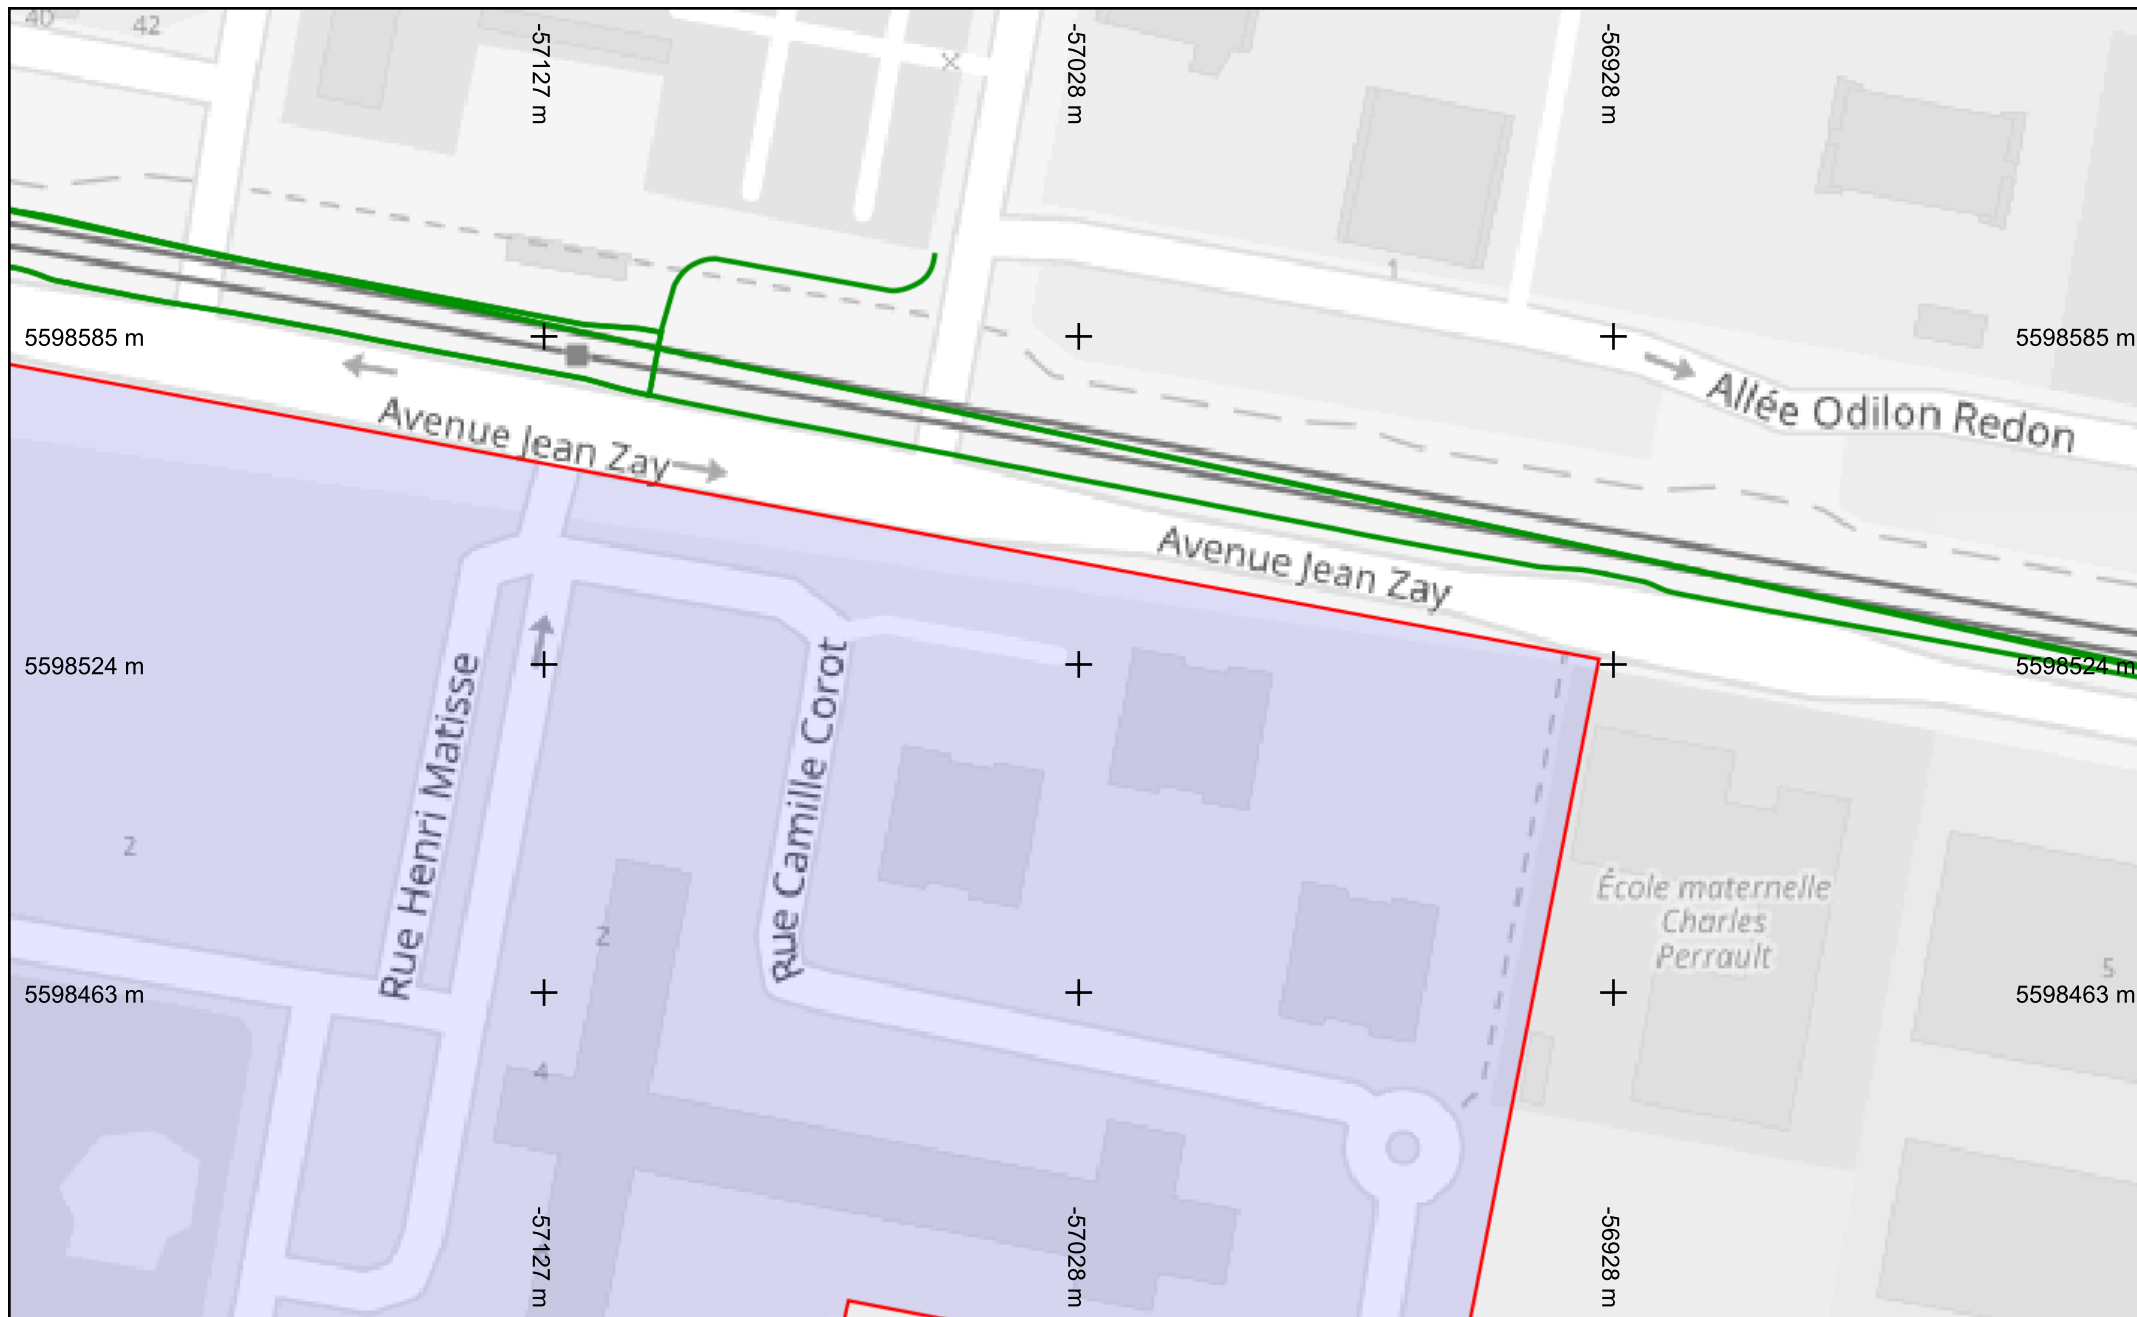 40
42
-57127 m
-57028 m
-56928 m
1
5598585 m
5598585 m
Allée Odilon Redon
Avenue Jean Zay
Avenue Jean Zay
5598524 m
5598524 m
Rue Henri Matisse
Rue Camille Corot
2
2
École maternelle
Charles
Perrault
5
5598463 m
5598463 m
4
-57127 m
-57028 m
-56928 m